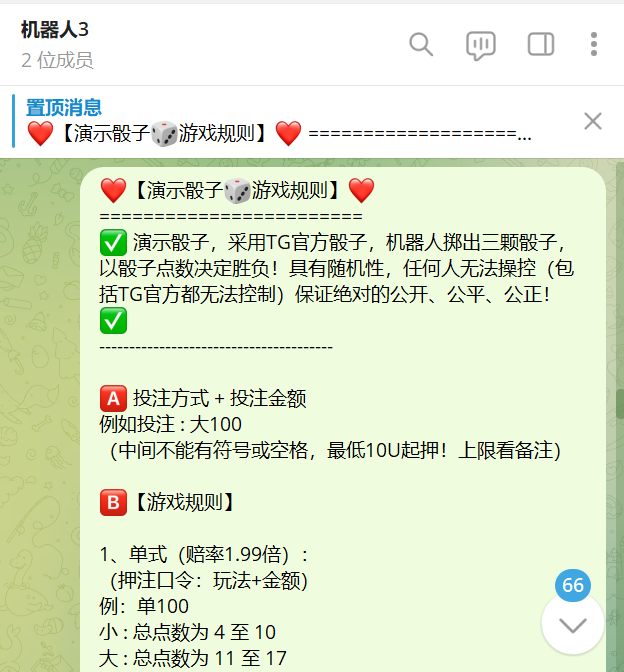 机器人3
2 位成员
置顶消息
❤️【演示骰子🎲游戏规则】❤️ ===================...
❤️【演示骰子🎲游戏规则】❤️
========================
✅ 演示骰子，采用TG官方骰子，机器人掷出三颗骰子，
以骰子点数决定胜负！具有随机性，任何人无法操控（包
括TG官方都无法控制）保证绝对的公开、公平、公正！
✅
---------------------------------------
🅰️ 投注方式 + 投注金额
例如投注 : 大100
（中间不能有符号或空格，最低10U起押！上限看备注）
🅱️【游戏规则】
1、单式（赔率1.99倍）:
（押注口令：玩法+金额）
例：单100
小 : 总点数为 4 至 10
大 : 总点数为 11 至 17
66